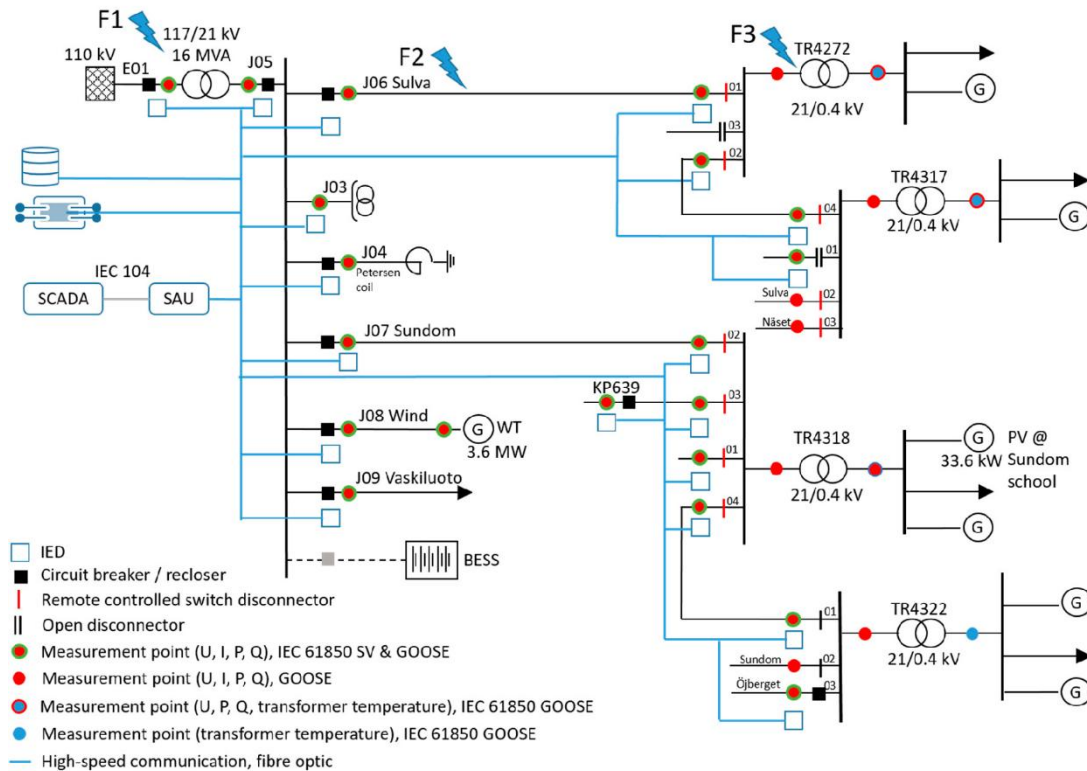 F1
117/21 kV
16 MVA
110 kV
E01
J05
F2
J06 Sulva
F3
TR4272
01
G
21/0.4 kV
03
02
J03
TR4317
04
G
21/0.4 kV
01
J04
Petersen
coil
IEC 104
SCADA
SAU
Sulva
02
Näset
03
J07 Sundom
02
KP639
03
J08 Wind
G
WT
3.6 MW
01
TR4318
G
33.6 kW
PV @
Sundom
school
21/0.4 kV
G
04
J09 Vaskiluoto
BESS
01
TR4322
G
21/0.4 kV
G
Sundom
02
Öjberget
03
IED
Circuit breaker / recloser
Remote controlled switch disconnector
Open disconnector
Measurement point (U, I, P, Q), IEC 61850 SV & GOOSE
Measurement point (U, I, P, Q), GOOSE
Measurement point (U, P, Q, transformer temperature), IEC 61850 GOOSE
Measurement point (transformer temperature), IEC 61850 GOOSE
High-speed communication, fibre optic